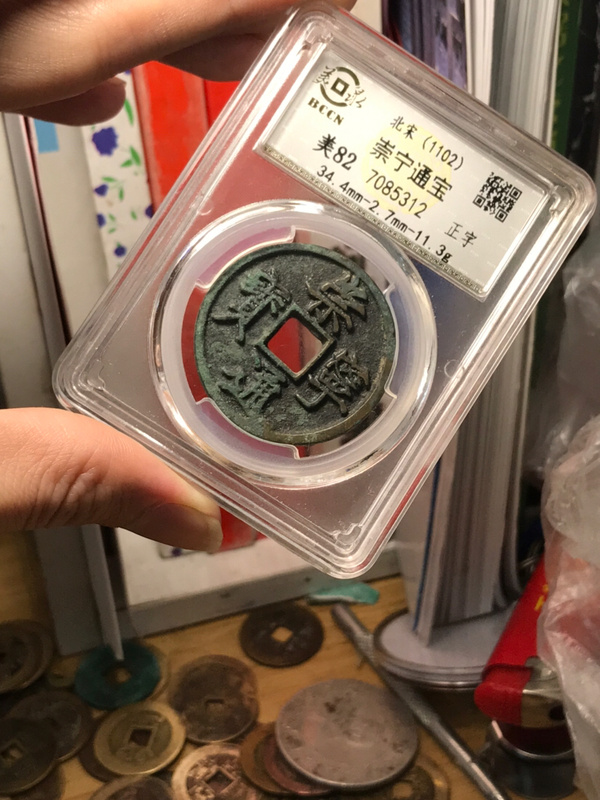 BCCN
北宋 (1102)
美82 崇宁通宝
7085312 正字
34.4mm-2.7mm-11.3g
崇寧通寳